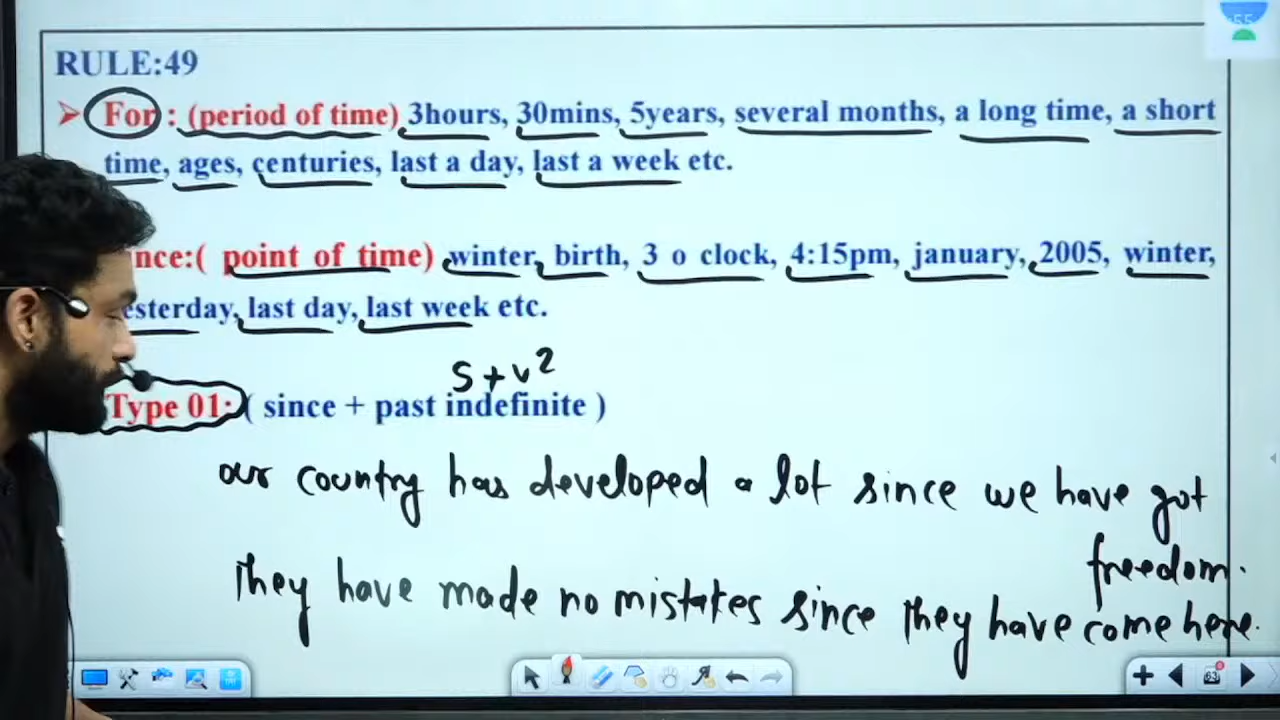 RULE:49
➢ For : (period of time) 3hours, 30mins, 5years, several months, a long time, a short
time, ages, centuries, last a day, last a week etc.
nce:( point of time) winter, birth, 3 o clock, 4:15pm, january, 2005, winter,
esterday, last day, last week etc.
S+v2
Type 01: ( since + past indefinite )
our country has developed a lot since we have got
freedom.
They have made no mistakes since they have come here.
63